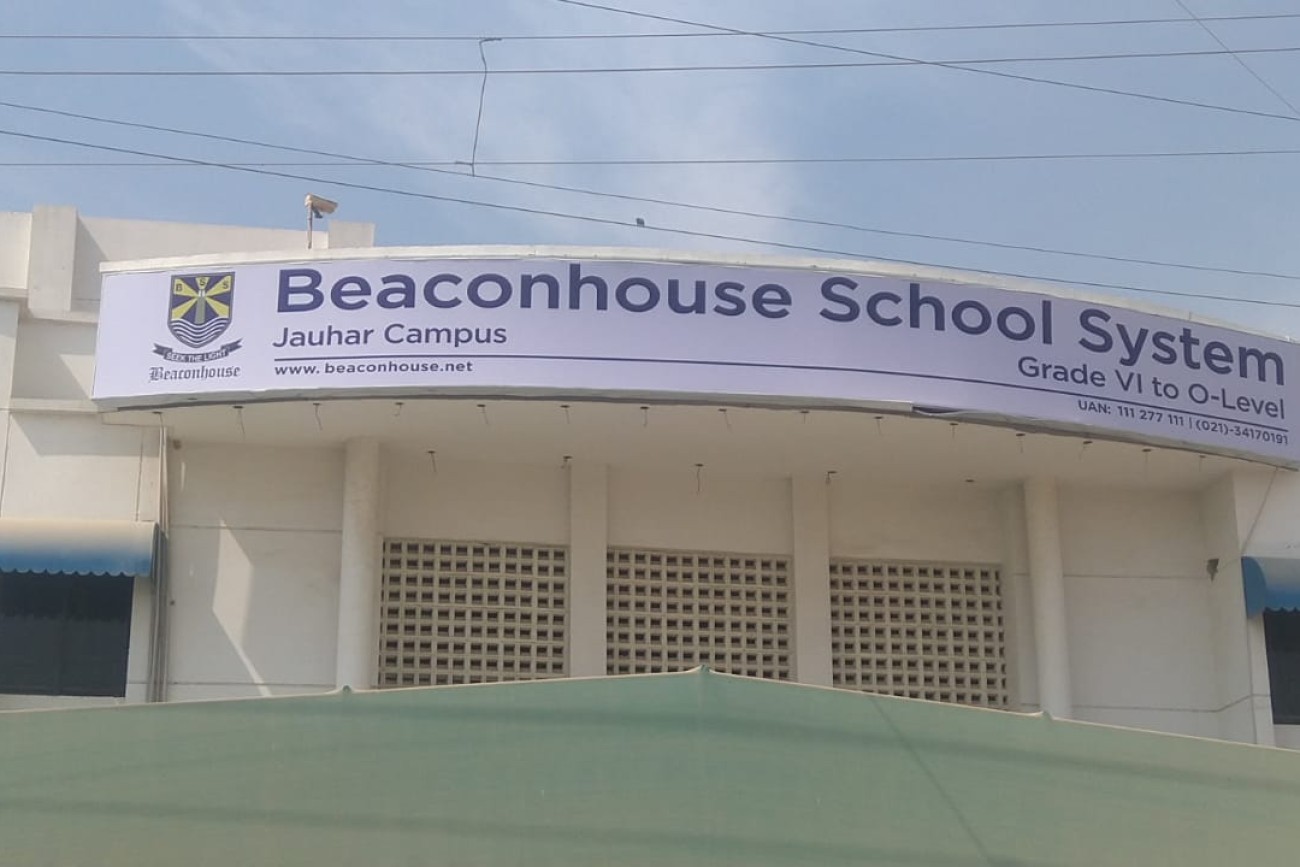 B S S
SEEK THE LIGHT
Beaconhouse
Beaconhouse School System
Jauhar Campus
Grade VI to O-Level
www. beaconhouse.net
UAN: 111 277 111 | (021)-34170191